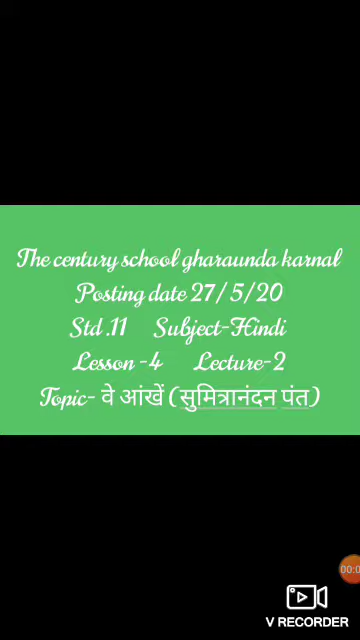 The century school gharaunda karnal
Posting date 27/5/20
Std .11 Subject-Hindi
Lesson -4 Lecture-2
Topic- वे आंखें (सुमित्रानंदन पंत)
V RECORDER